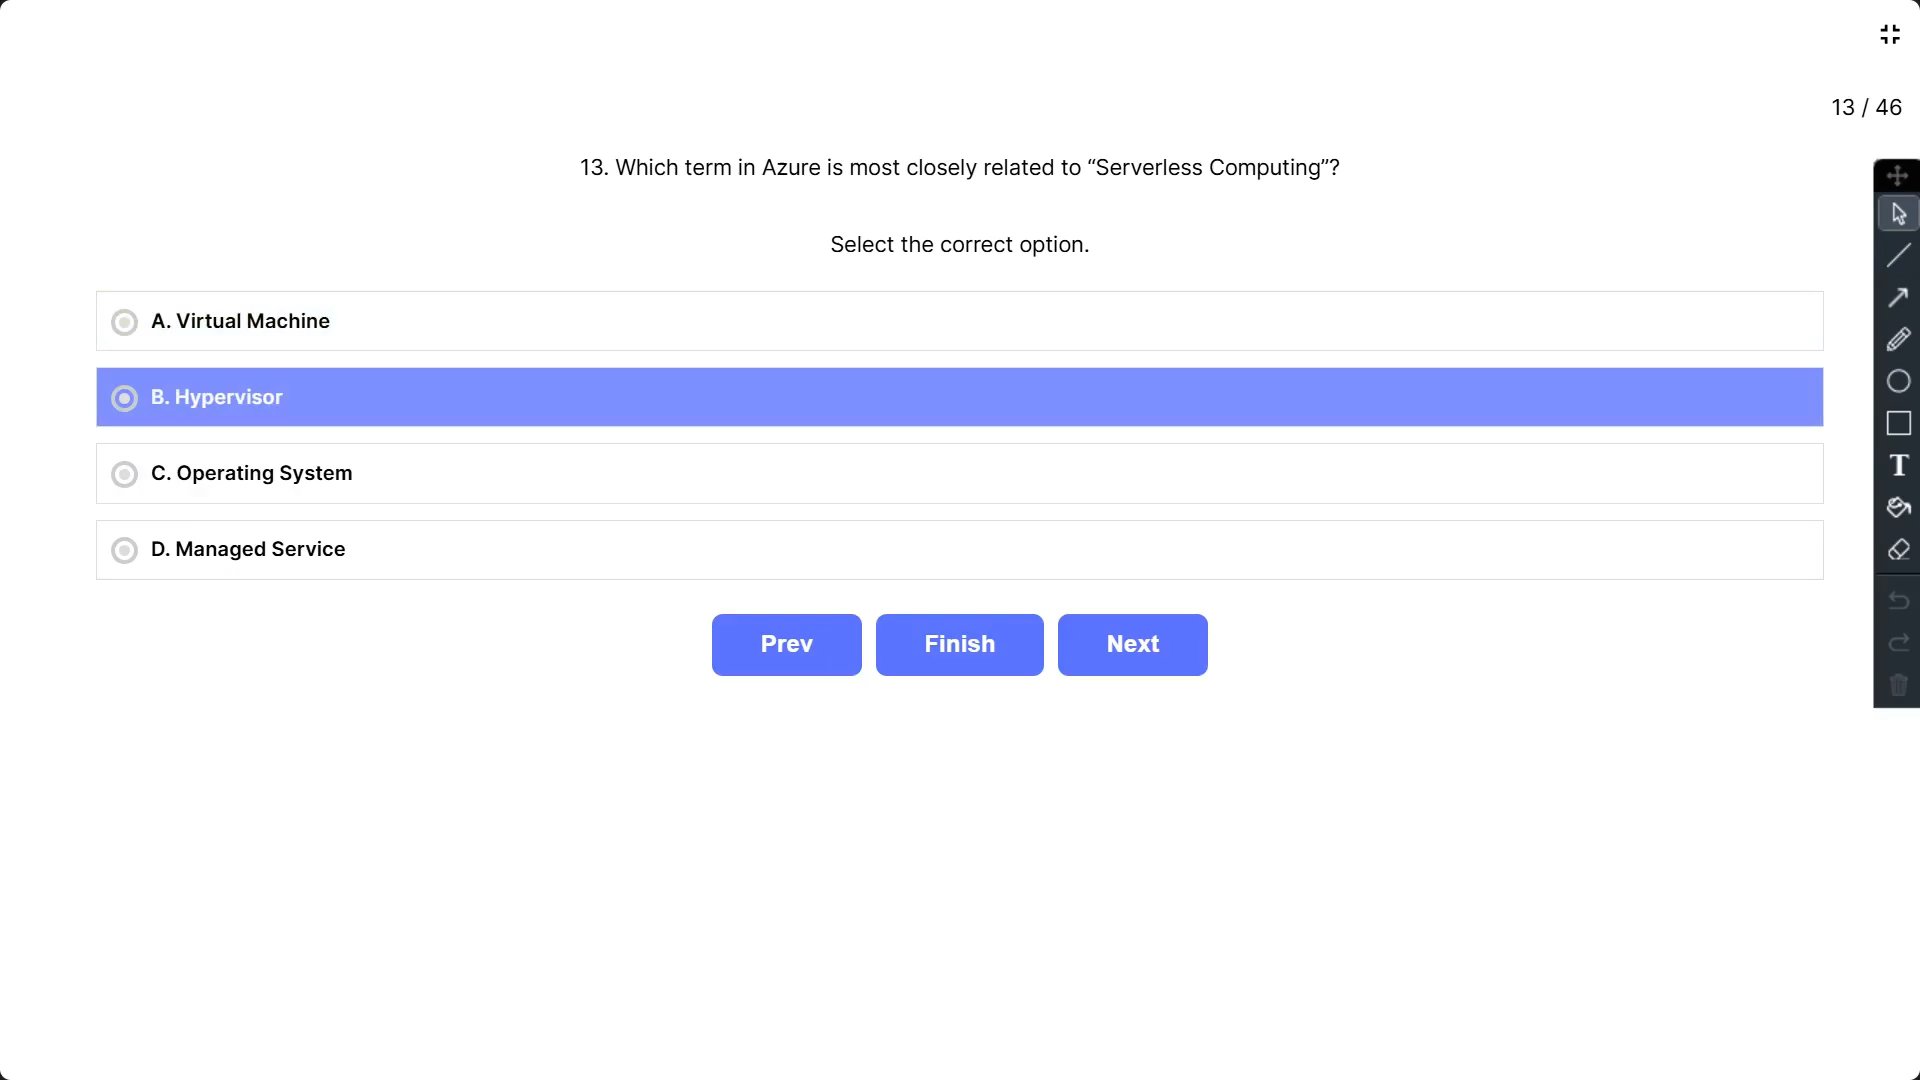 13 / 46
13. Which term in Azure is most closely related to “Serverless Computing”?
Select the correct option.
A. Virtual Machine
B. Hypervisor
C. Operating System
D. Managed Service
Prev Finish Next
T